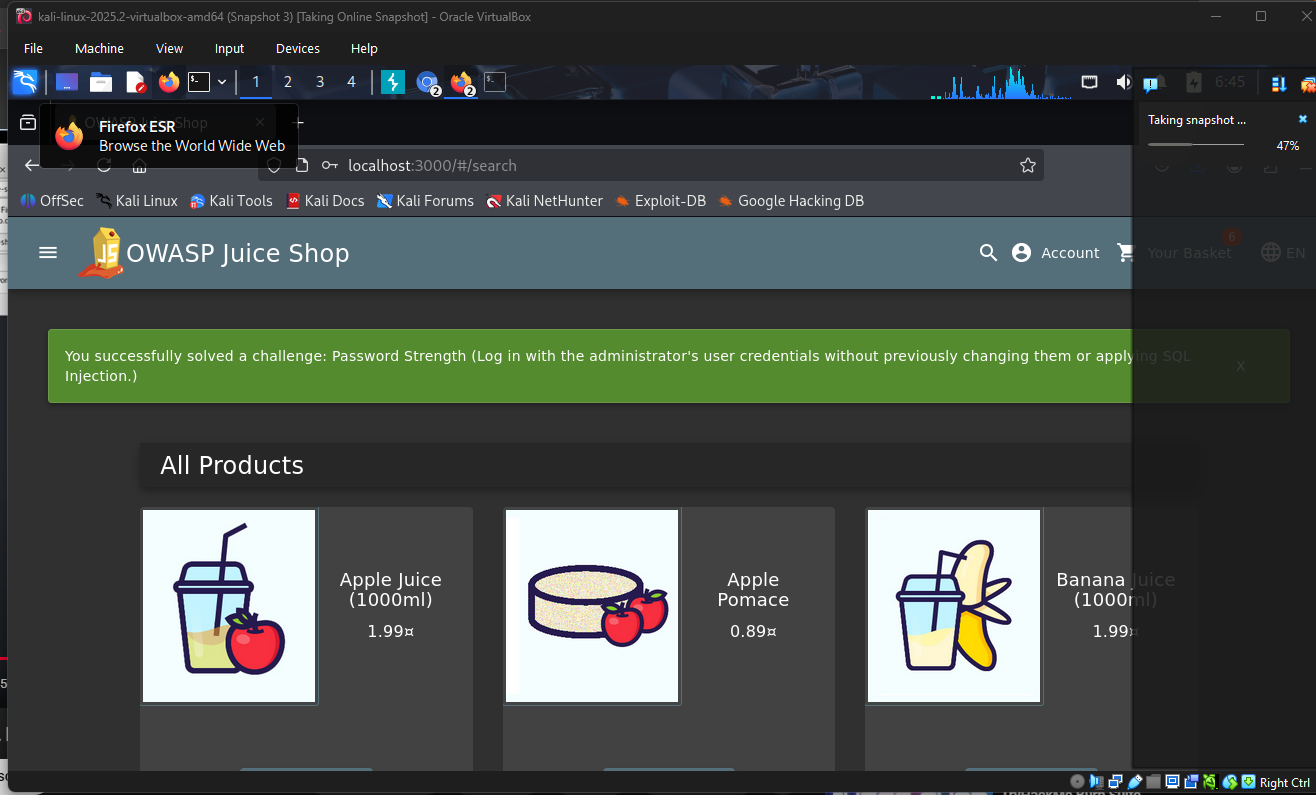 kali-linux-2025.2-virtualbox-amd64 (Snapshot 3) [Taking Online Snapshot] - Oracle VirtualBox
File Machine View Input Devices Help
1 2 3 4 2 2 6:45
OWASP Juice Shop
Firefox ESR
Browse the World Wide Web
Taking snapshot ...
47%
localhost:3000/#/search
OffSec Kali Linux Kali Tools Kali Docs Kali Forums Kali NetHunter Exploit-DB Google Hacking DB
JS OWASP Juice Shop Account Your Basket 6 EN
You successfully solved a challenge: Password Strength (Log in with the administrator's user credentials without previously changing them or applying SQL
Injection.) X
All Products
Apple Juice
(1000ml)
1.99¤
Apple
Pomace
0.89¤
Banana Juice
(1000ml)
1.99¤
Right Ctrl